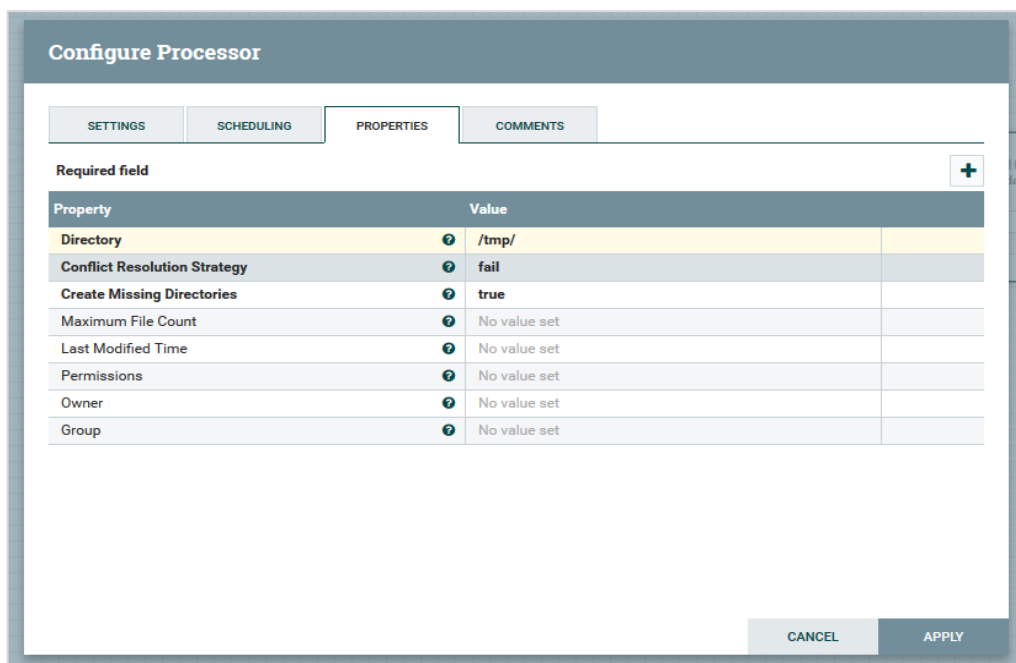 Configure Processor
SETTINGS SCHEDULING PROPERTIES COMMENTS
Required field
Property Value
Directory /tmp/
Conflict Resolution Strategy fail
Create Missing Directories true
Maximum File Count No value set
Last Modified Time No value set
Permissions No value set
Owner No value set
Group No value set
CANCEL APPLY